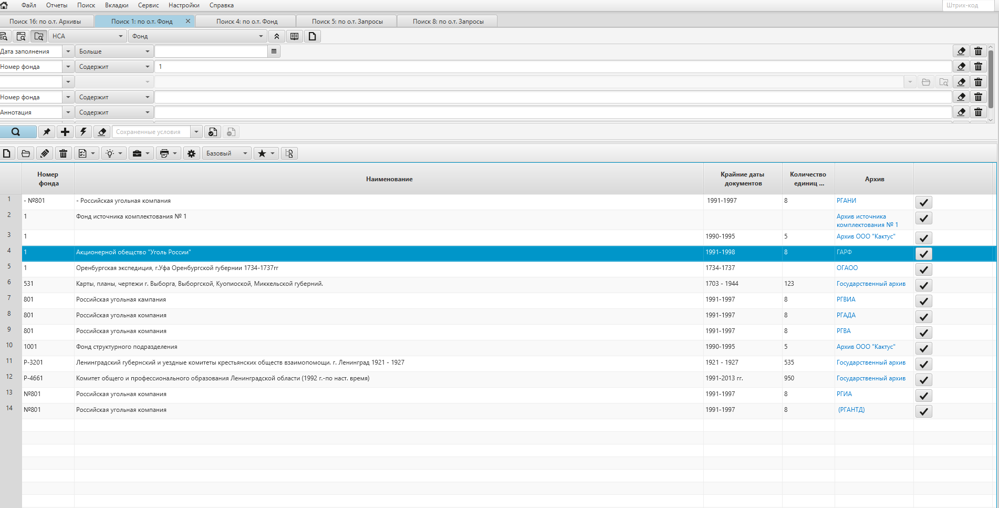 Файл Отчеты Поиск Вкладки Сервис Настройки Справка Штрих-код
Поиск 16: по о.т. Архивы Поиск 1: по о.т. Фонд Поиск 4: по о.т. Фонд Поиск 5: по о.т. Запросы Поиск 8: по о.т. Запросы
НСА Фонд
Дата заполнения Больше
Номер фонда Содержит 1
Номер фонда Содержит
Аннотация Содержит
Сохраненные условия
Базовый
Номер фонда Наименование Крайние даты документов Количество единиц ... Архив
1 - №801 - Российская угольная компания 1991-1997 8 РГАНИ
2 1 Фонд источника комплектования № 1 Архив источника
комплектования № 1
3 1 1990-1995 5 Архив ООО "Кактус"
4 1 Акционерной обещство "Уголь России" 1991-1998 8 ГАРФ
5 1 Оренбургская экспедиция, г.Уфа Оренбургской губернии 1734-1737гг 1734-1737 ОГАОО
6 531 Карты, планы, чертежи г. Выборга, Выборгской, Куопиоской, Миккельской губерний. 1703 - 1944 123 Государственный архив
7 801 Российская угольная кампания 1991-1997 8 РГВИА
8 801 Российская угольная компания 1991-1997 8 РГАДА
9 801 Российская угольная компания 1991-1997 8 РГВА
10 1001 Фонд структурного подразделения 1990-1995 5 Архив ООО "Кактус"
11 Р-3201 Ленинградский губернский и уездные комитеты крестьянских обществ взаимопомощи. г. Ленинград 1921 - 1927 1921 - 1927 535 Государственный архив
12 Р-4661 Комитет общего и профессионального образования Ленинградской области (1992 г.-по наст. время) 1991-2013 гг. 950 Государственный архив
13 №801 Российская угольная компания 1991-1997 8 РГИА
14 №801 Российская угольная компания 1991-1997 8 (РГАНТД)